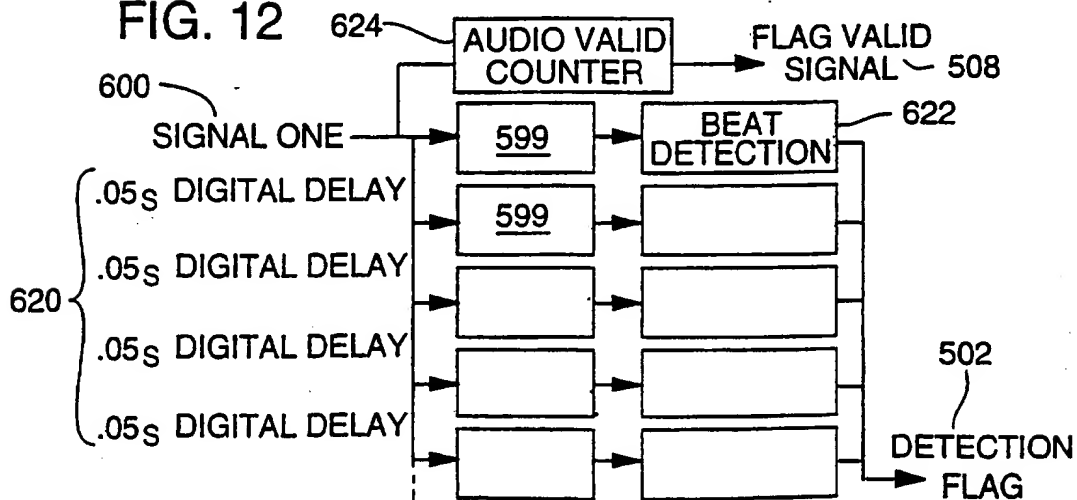 FIG. 12
624
AUDIO VALID
COUNTER
FLAG VALID
SIGNAL 508
600
SIGNAL ONE
599
BEAT
DETECTION
622
.05s DIGITAL DELAY
599
.05s DIGITAL DELAY
620
.05s DIGITAL DELAY
502
.05s DIGITAL DELAY
DETECTION
FLAG